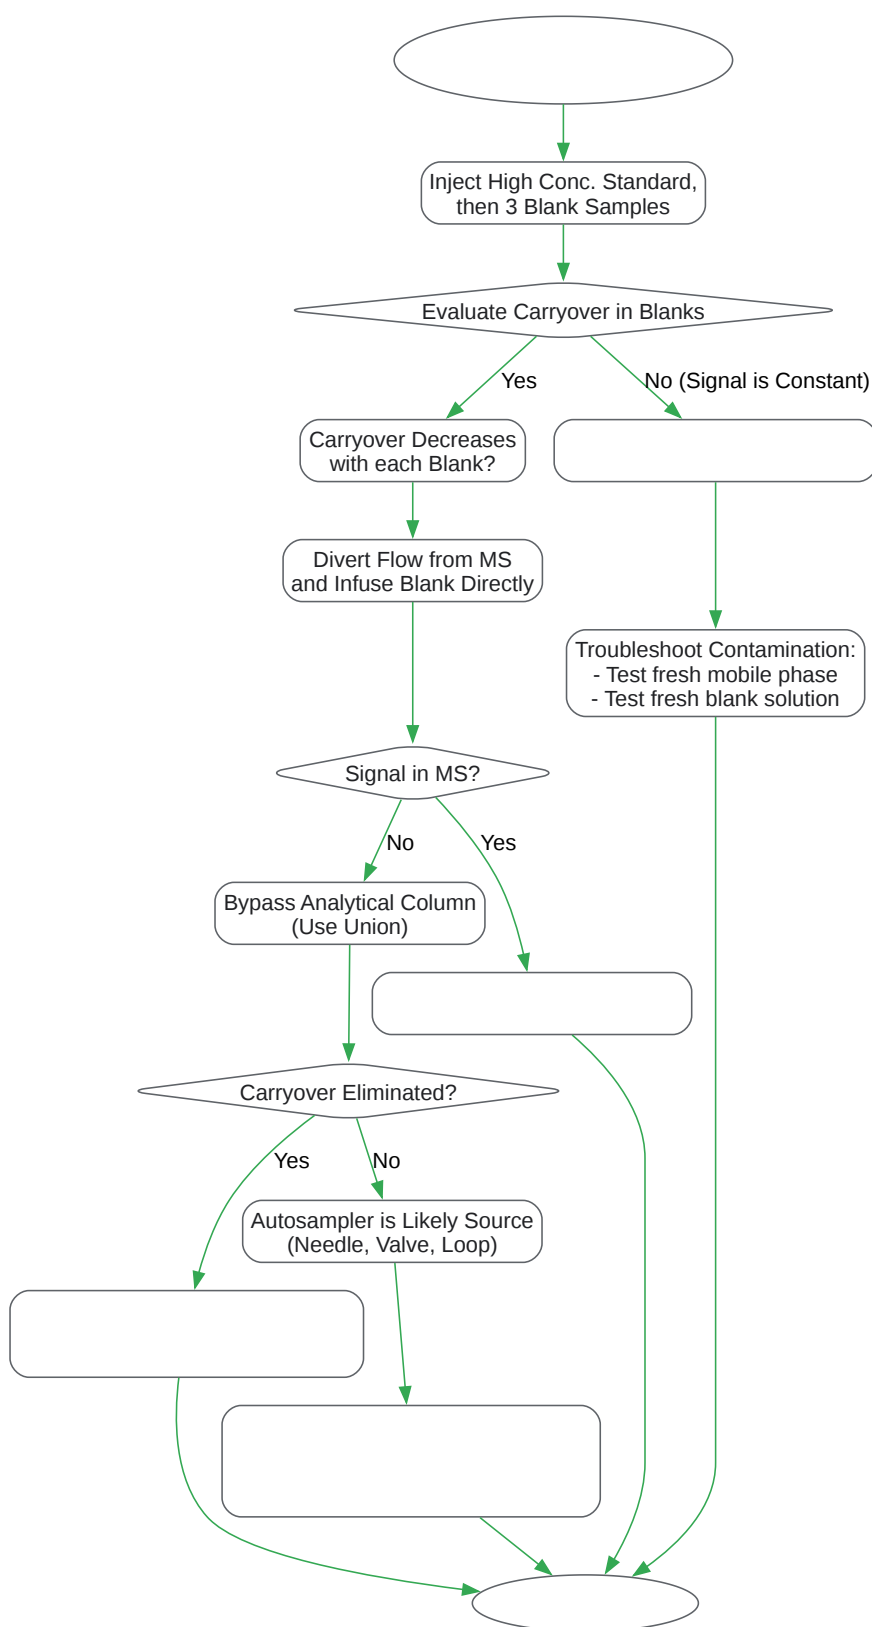 Inject High Conc. Standard,
then 3 Blank Samples
Evaluate Carryover in Blanks
Yes
No (Signal is Constant)
Carryover Decreases
with each Blank?
Divert Flow from MS
and Infuse Blank Directly
Troubleshoot Contamination:
- Test fresh mobile phase
- Test fresh blank solution
Signal in MS?
No
Yes
Bypass Analytical Column
(Use Union)
Carryover Eliminated?
Yes
No
Autosampler is Likely Source
(Needle, Valve, Loop)